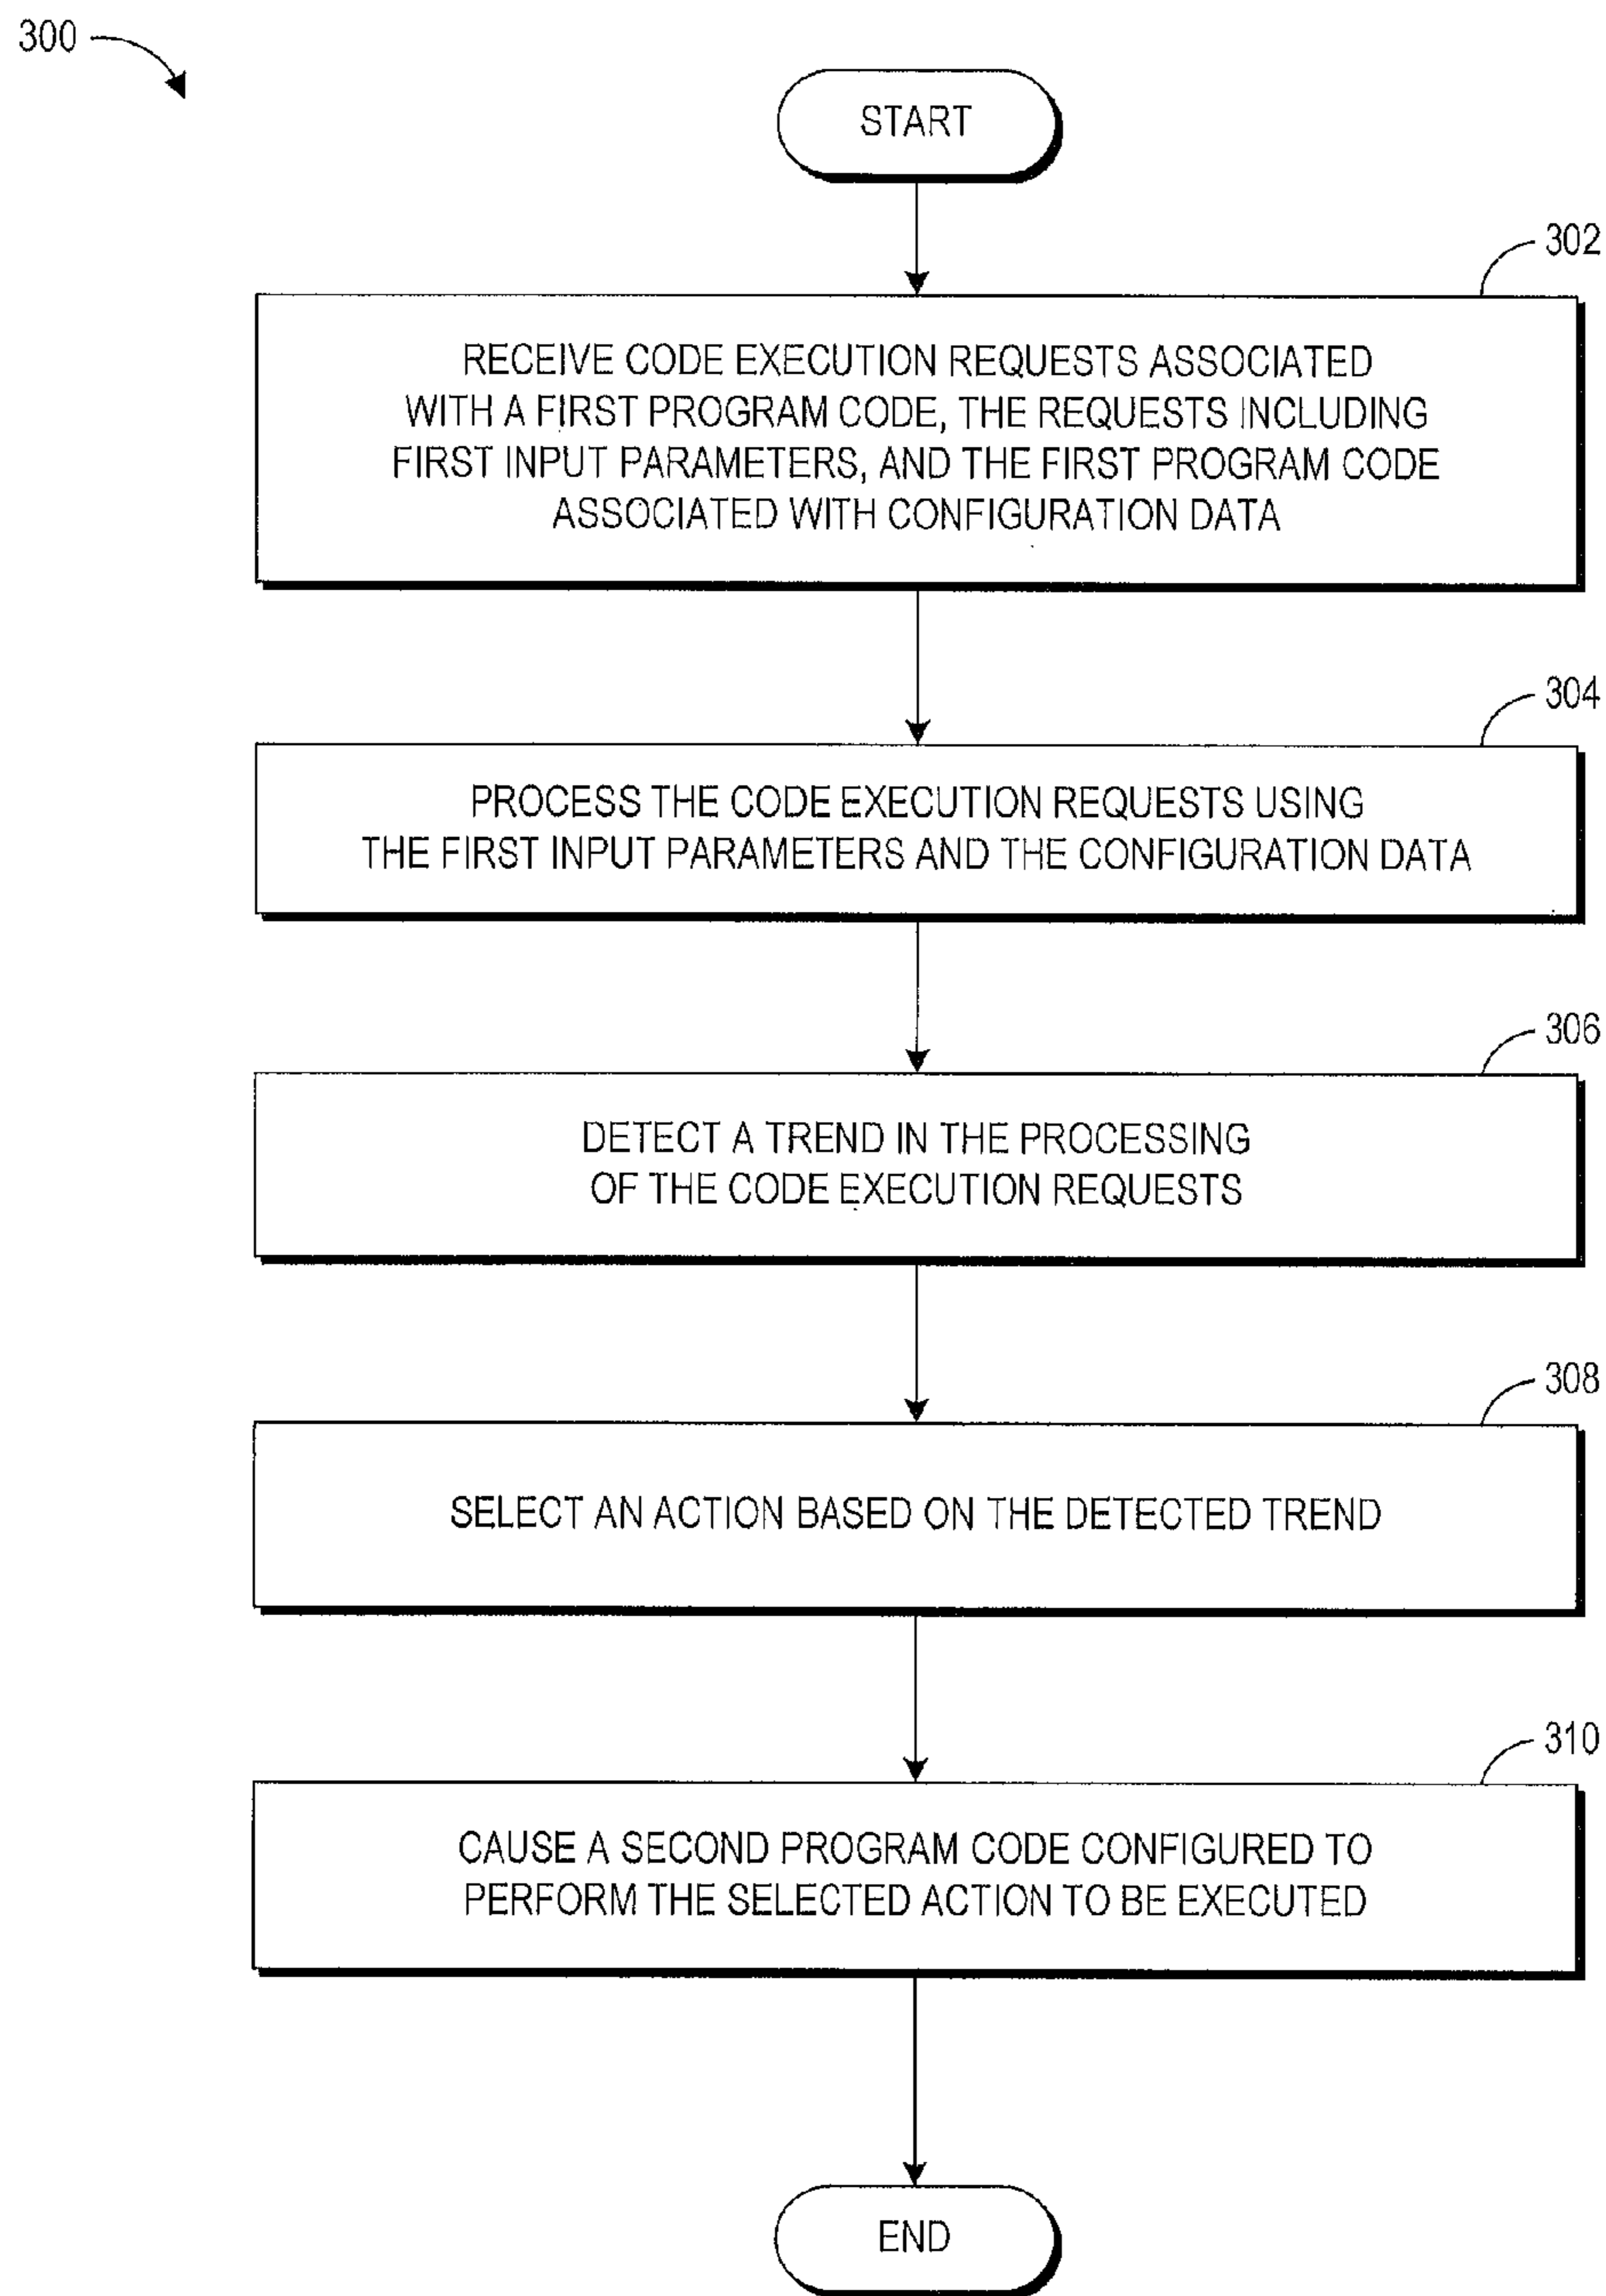 300
START
302
RECEIVE CODE EXECUTION REQUESTS ASSOCIATED
WITH A FIRST PROGRAM CODE, THE REQUESTS INCLUDING
FIRST INPUT PARAMETERS, AND THE FIRST PROGRAM CODE
ASSOCIATED WITH CONFIGURATION DATA
304
PROCESS THE CODE EXECUTION REQUESTS USING
THE FIRST INPUT PARAMETERS AND THE CONFIGURATION DATA
306
DETECT A TREND IN THE PROCESSING
OF THE CODE EXECUTION REQUESTS
308
SELECT AN ACTION BASED ON THE DETECTED TREND
310
CAUSE A SECOND PROGRAM CODE CONFIGURED TO
PERFORM THE SELECTED ACTION TO BE EXECUTED
END